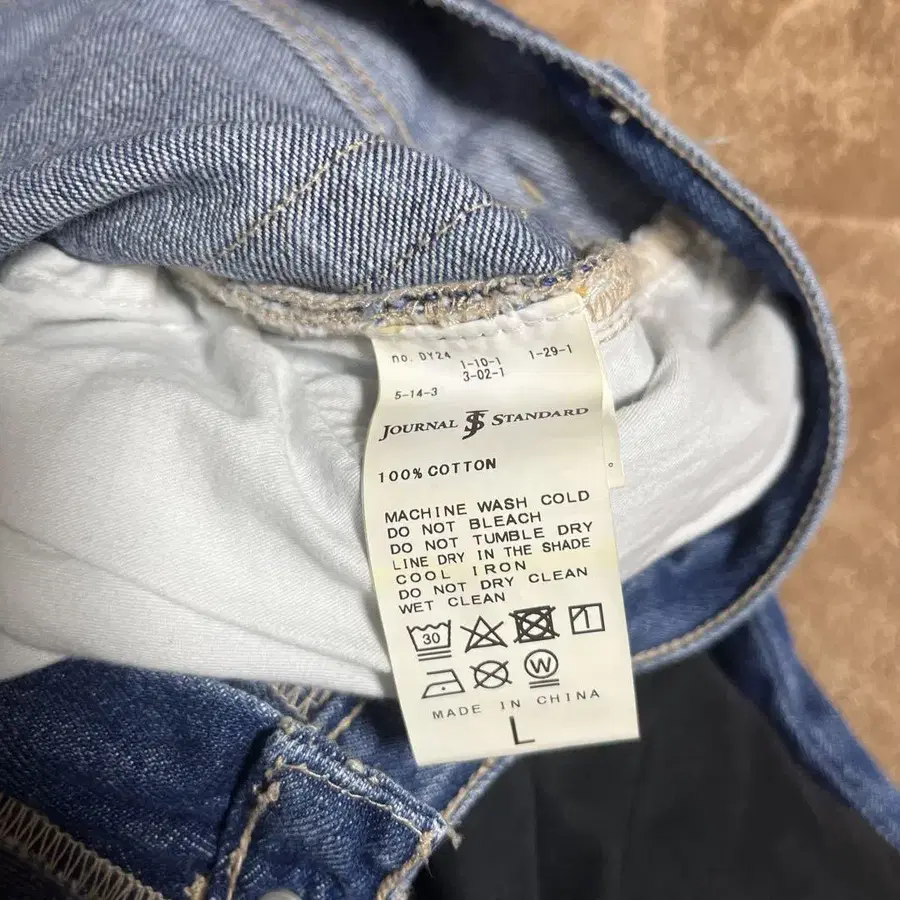 no. DY24 1-10-1 1-29-1
3-02-1
5-14-3
JOURNAL JS STANDARD
100% COTTON
MACHINE WASH COLD
DO NOT BLEACH
DO NOT TUMBLE DRY
LINE DRY IN THE SHADE
COOL IRON
DO NOT DRY CLEAN
WET CLEAN
30
W
MADE IN CHINA
L